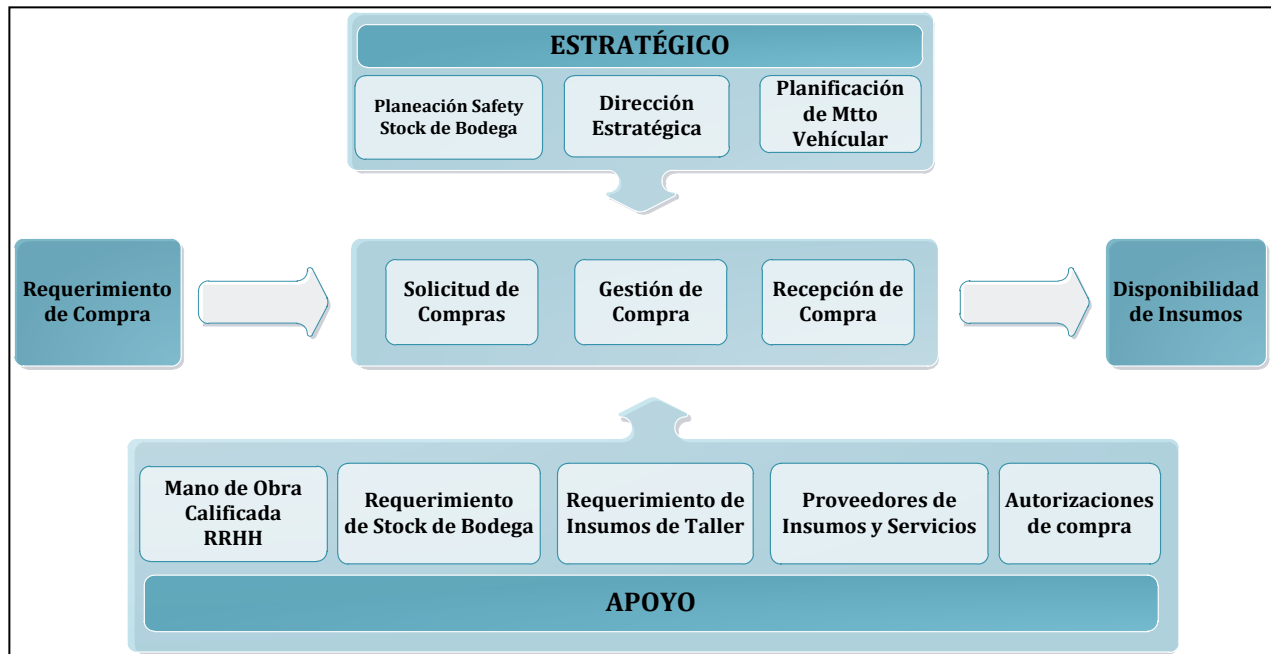 ESTRATÉGICO
Planeación Safety
Stock de Bodega
Dirección
Estratégica
Planificación
de Mtto
Vehícular
Requerimiento
de Compra
Solicitud de
Compras
Gestión de
Compra
Recepción de
Compra
Disponibilidad
de Insumos
Mano de Obra
Calificada
RRHH
Requerimiento
de Stock de Bodega
Requerimiento de
Insumos de Taller
Proveedores de
Insumos y Servicios
Autorizaciones
de compra
APOYO